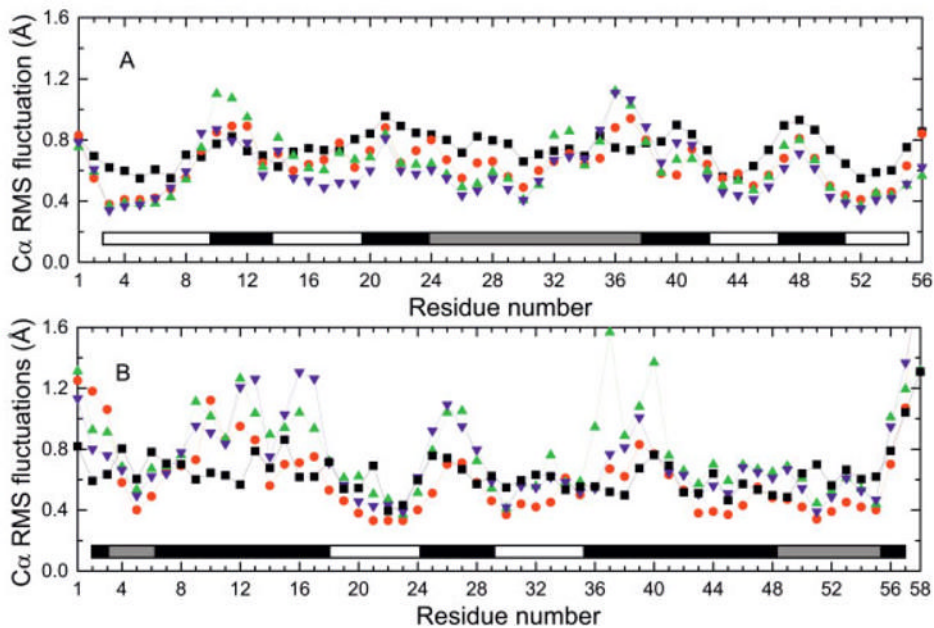 Cα RMS fluctuation (Å)
A
1.6
1.2
0.8
0.4
0.0
1 4 8 12 16 20 24 28 32 36 40 44 48 52 56
Residue number
Cα RMS fluctuations (Å)
B
1.6
1.2
0.8
0.4
0.0
1 4 8 12 16 20 24 28 32 36 40 44 48 52 56 58
Residue number